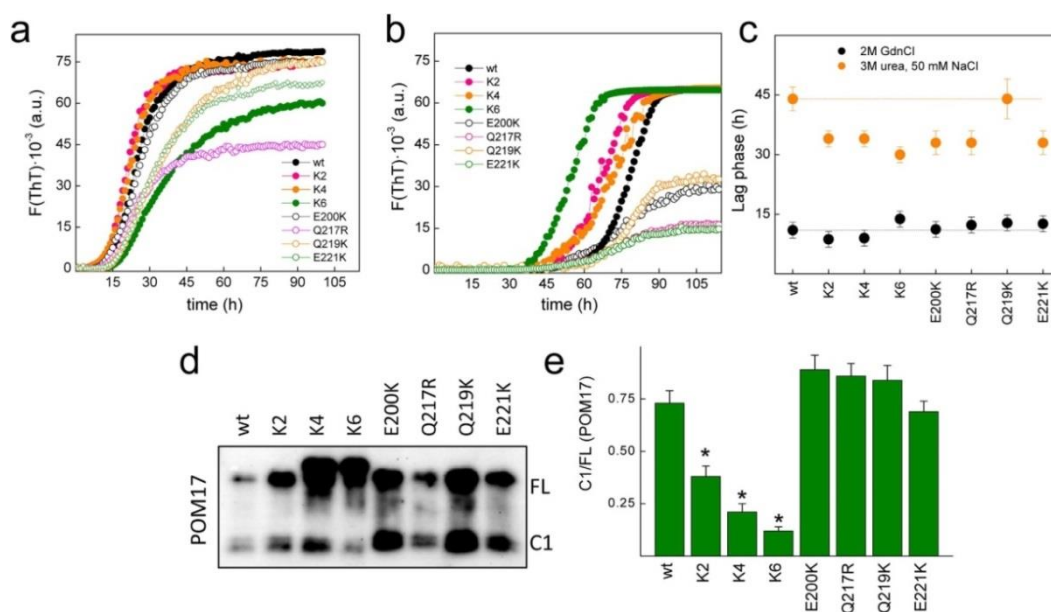 a
F(ThT)·10⁻³ (a.u.)
75
60
45
30
15
0
15
30
45
60
75
90
105
time (h)
wt
K2
K4
K6
E200K
Q217R
Q219K
E221K
b
F(ThT)·10⁻³ (a.u.)
75
60
45
30
15
0
15
30
45
60
75
90
105
time (h)
wt
K2
K4
K6
E200K
Q217R
Q219K
E221K
c
Lag phase (h)
45
30
15
2M GdnCl
3M urea, 50 mM NaCl
wt
K2
K4
K6
E200K
Q217R
Q219K
E221K
d
wt
K2
K4
K6
E200K
Q217R
Q219K
E221K
POM17
FL
C1
e
C1/FL (POM17)
0.75
0.50
0.25
*
*
*
wt
K2
K4
K6
E200K
Q217R
Q219K
E221K